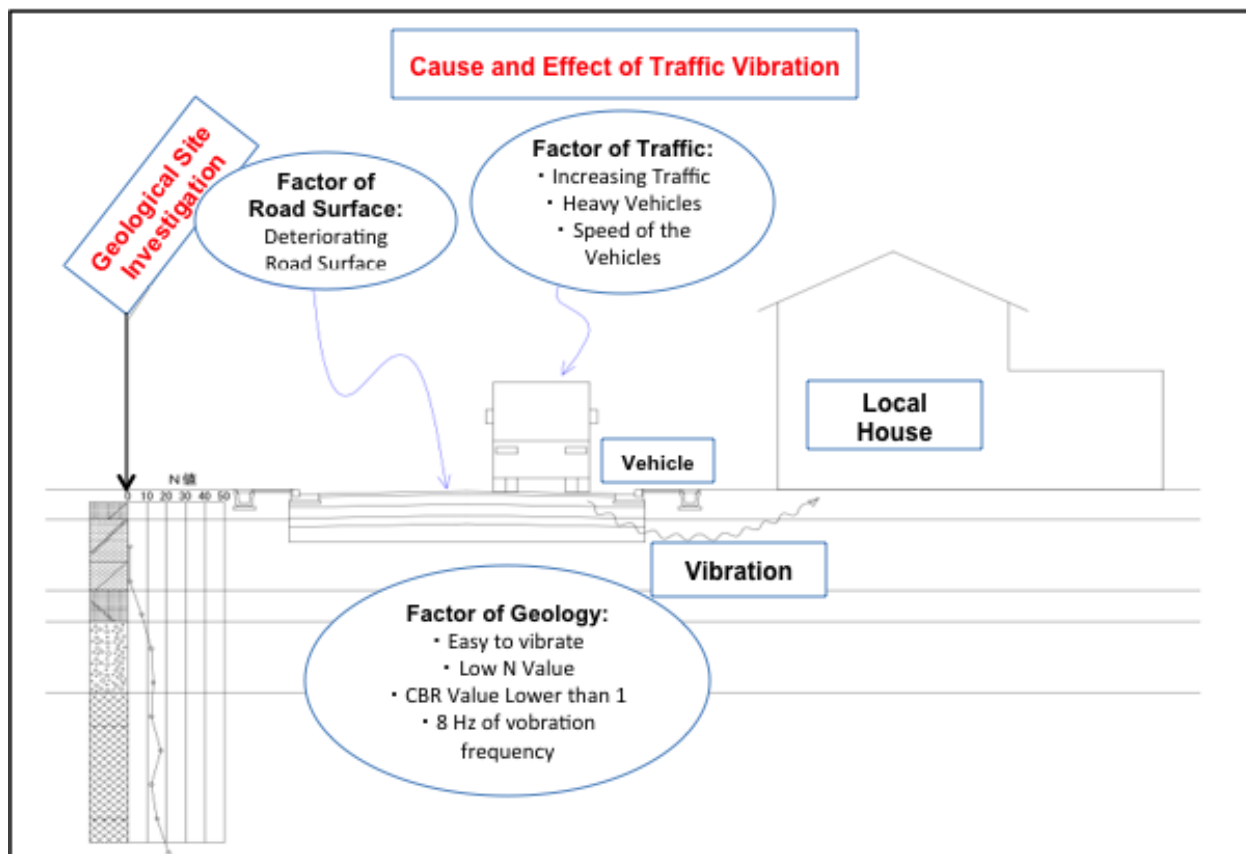 Cause and Effect of Traffic Vibration
Geological Site
Investigation
Factor of
Road Surface:
Deteriorating
Road Surface
Factor of Traffic:
・Increasing Traffic
・Heavy Vehicles
・Speed of the
Vehicles
Local
House
Vehicle
N 値
0 10 20 30 40 50
Vibration
Factor of Geology:
・Easy to vibrate
・Low N Value
・CBR Value Lower than 1
・8 Hz of vobration
frequency